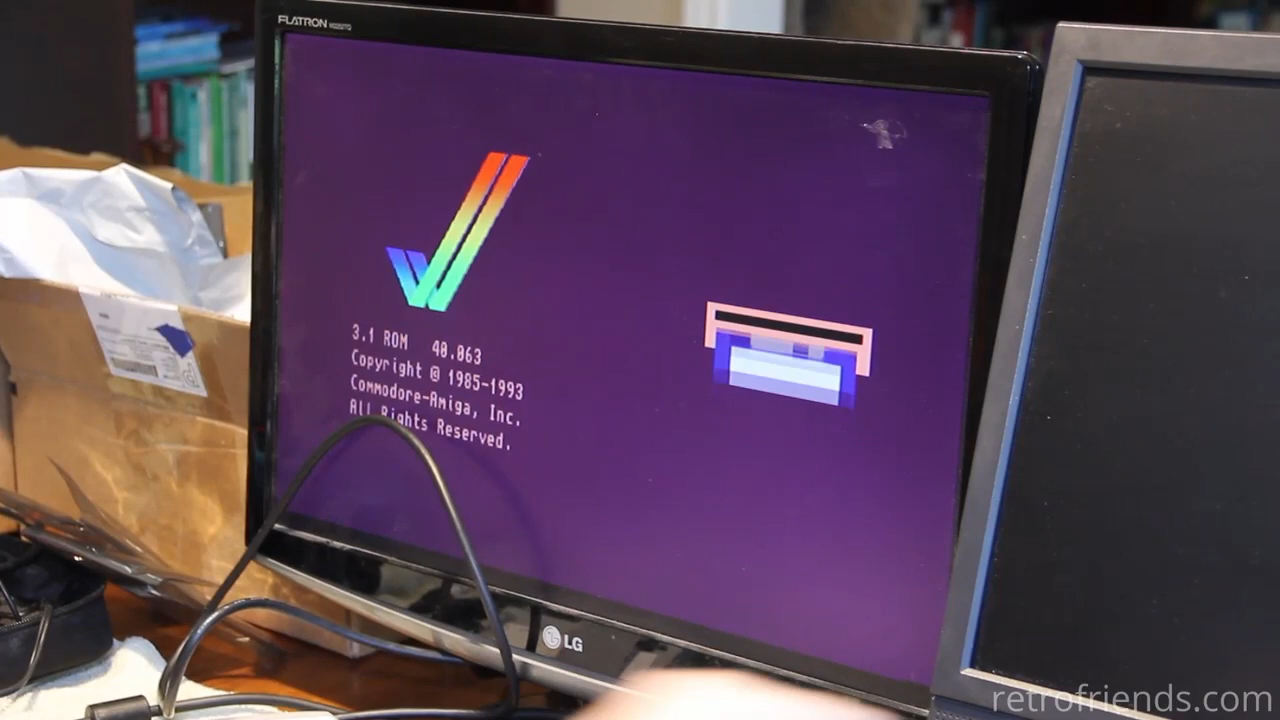 FLATRON
3.1 ROM 40.063
Copyright © 1985-1993
Commodore-Amiga, Inc.
All Rights Reserved.
LG
retrofriends.com